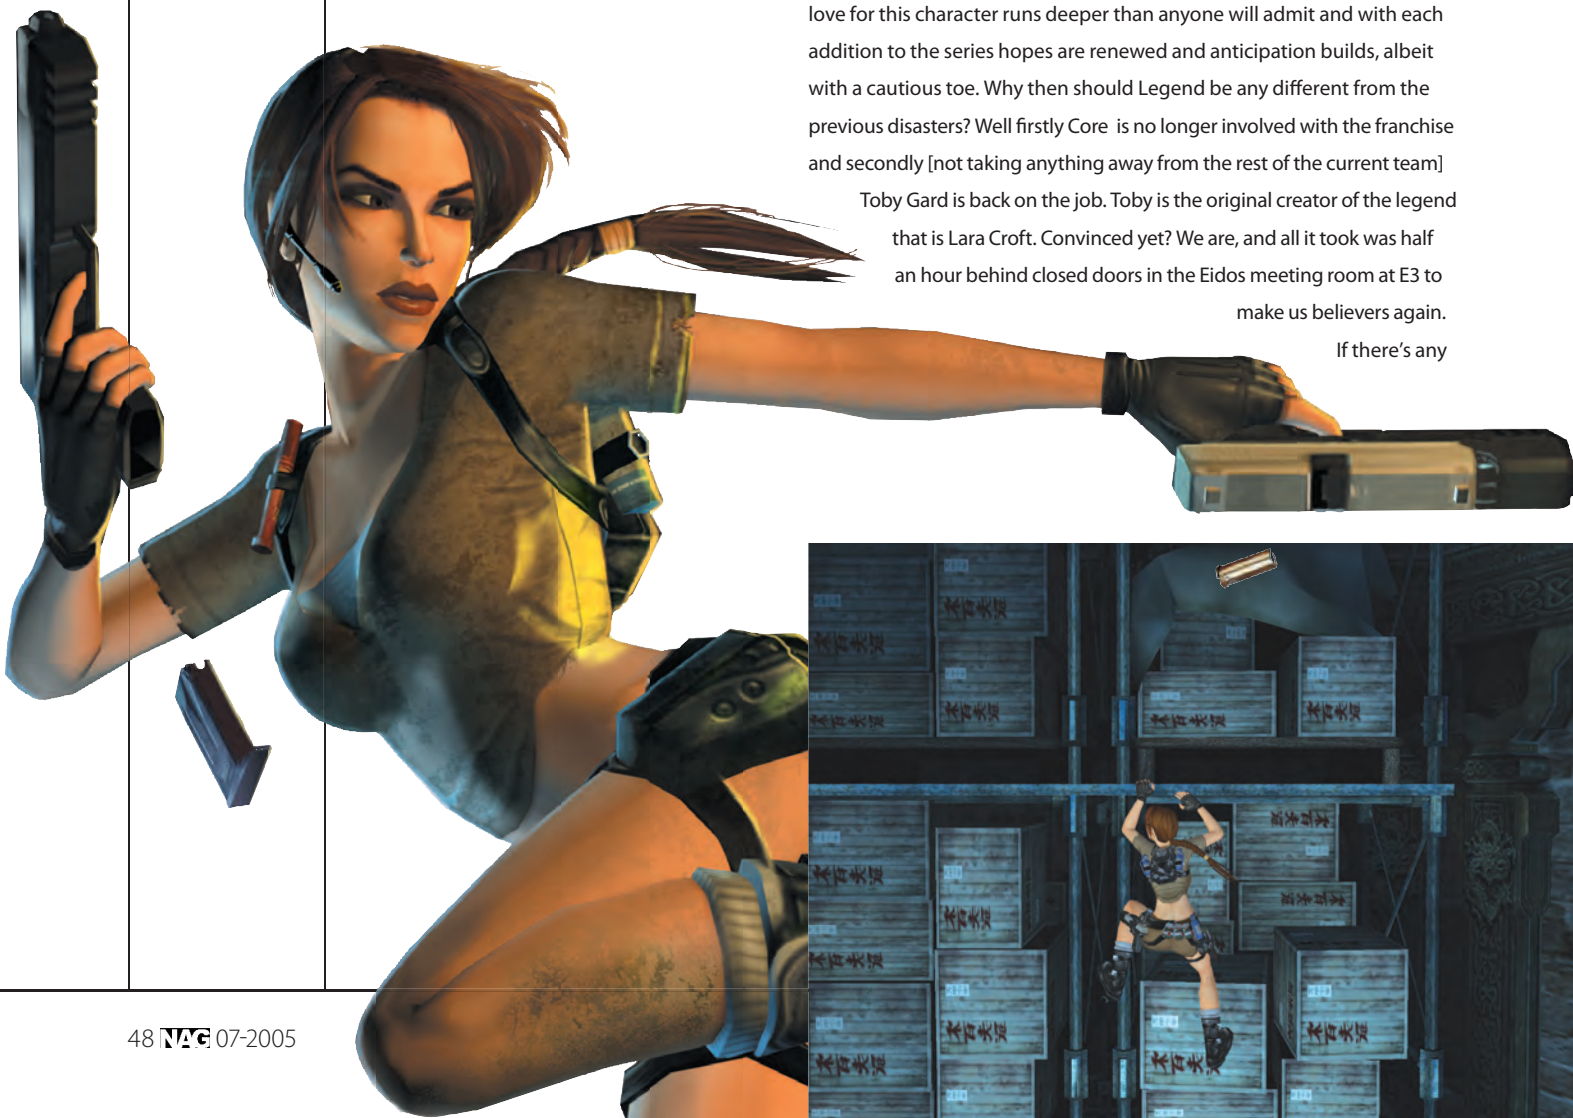 love for this character runs deeper than anyone will admit and with each
addition to the series hopes are renewed and anticipation builds, albeit
with a cautious toe. Why then should Legend be any different from the
previous disasters? Well firstly Core is no longer involved with the franchise
and secondly [not taking anything away from the rest of the current team]
Toby Gard is back on the job. Toby is the original creator of the legend
that is Lara Croft. Convinced yet? We are, and all it took was half
an hour behind closed doors in the Eidos meeting room at E3 to
make us believers again.
If there's any
48 NAG 07-2005